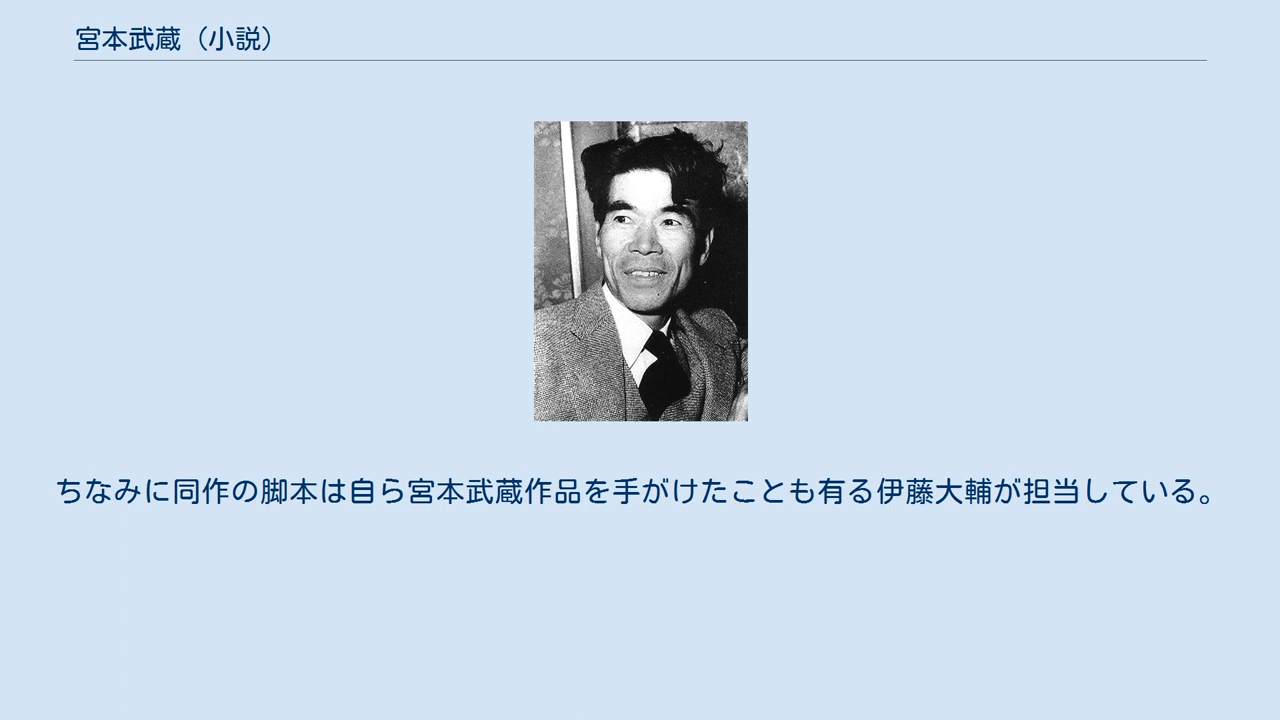 宮本武蔵（小説）
ちなみに同作の脚本は自ら宮本武蔵作品を手がけたことも有る伊藤大輔が担当している。